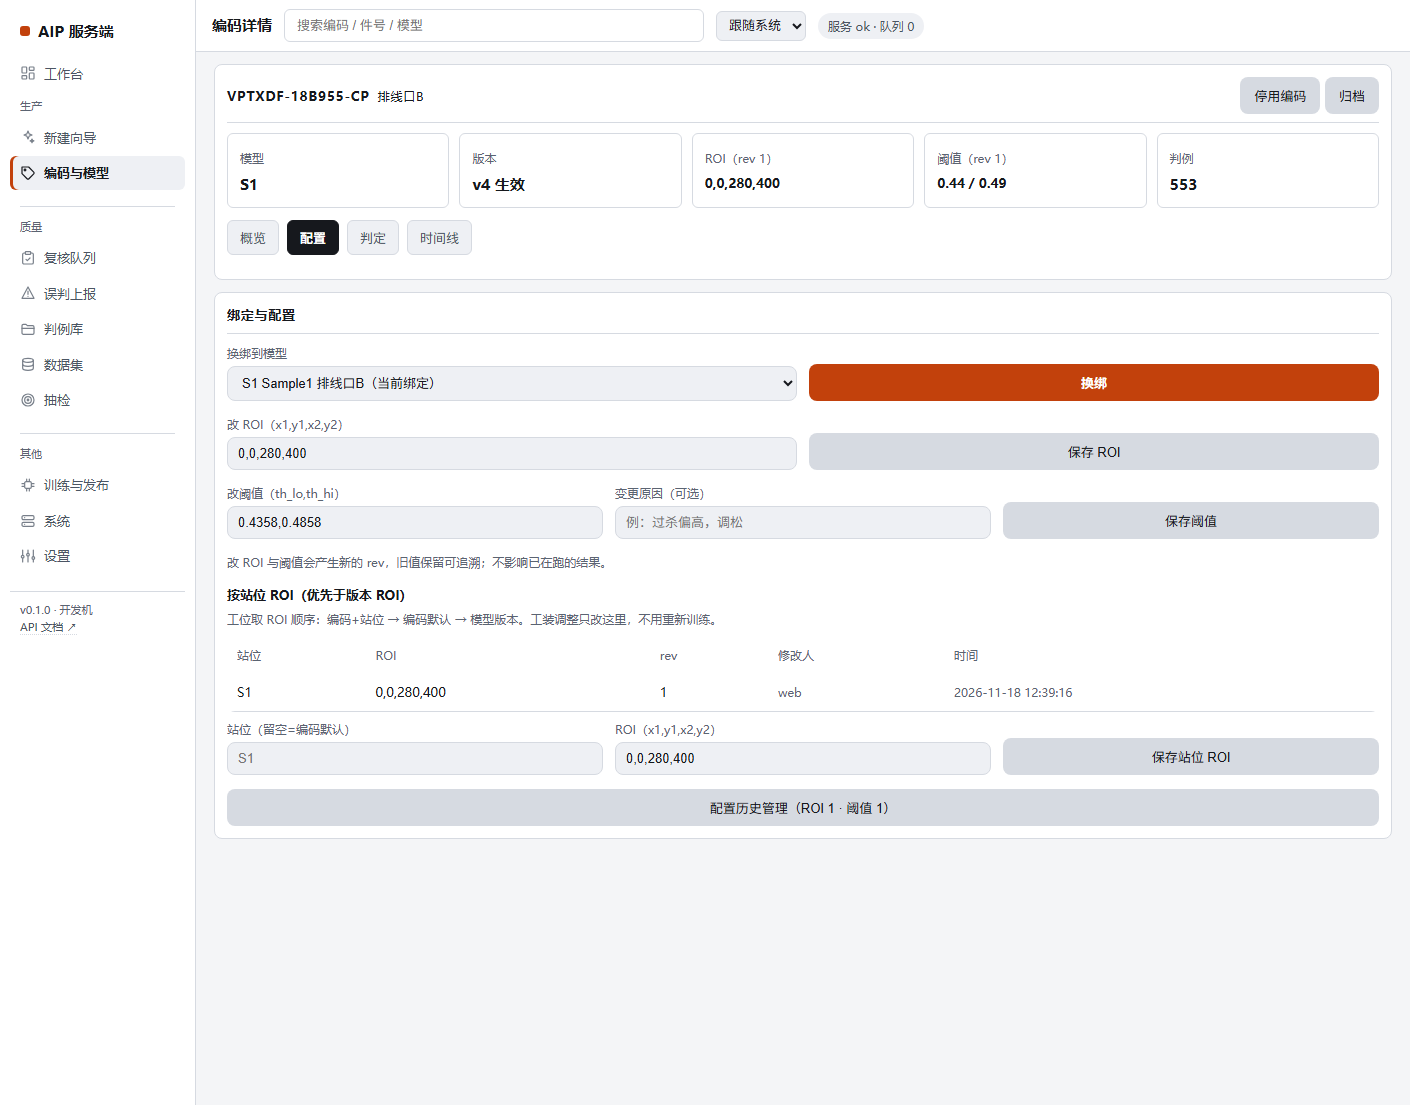 AIP 服务端
工作台
生产
新建向导
编码与模型
质量
复核队列
误判上报
判例库
数据集
抽检
其他
训练与发布
系统
设置
v0.1.0 · 开发机
API 文档 ↗
编码详情
搜索编码 / 件号 / 模型
跟随系统
服务 ok · 队列 0
VPTXDF-18B955-CP 排线口B
停用编码
归档
模型
S1
版本
v4 生效
ROI（rev 1）
0,0,280,400
阈值（rev 1）
0.44 / 0.49
判例
553
概览
配置
判定
时间线
绑定与配置
换绑到模型
S1 Sample1 排线口B（当前绑定）
换绑
改 ROI（x1,y1,x2,y2）
0,0,280,400
保存 ROI
改阈值（th_lo,th_hi）
变更原因（可选）
0.4358,0.4858
例：过杀偏高，调松
保存阈值
改 ROI 与阈值会产生新的 rev，旧值保留可追溯；不影响已在跑的结果。
按站位 ROI（优先于版本 ROI）
工位取 ROI 顺序：编码+站位 → 编码默认 → 模型版本。工装调整只改这里，不用重新训练。
站位 ROI rev 修改人 时间
S1 0,0,280,400 1 web 2026-11-18 12:39:16
站位（留空=编码默认）
ROI（x1,y1,x2,y2）
S1
0,0,280,400
保存站位 ROI
配置历史管理（ROI 1 · 阈值 1）